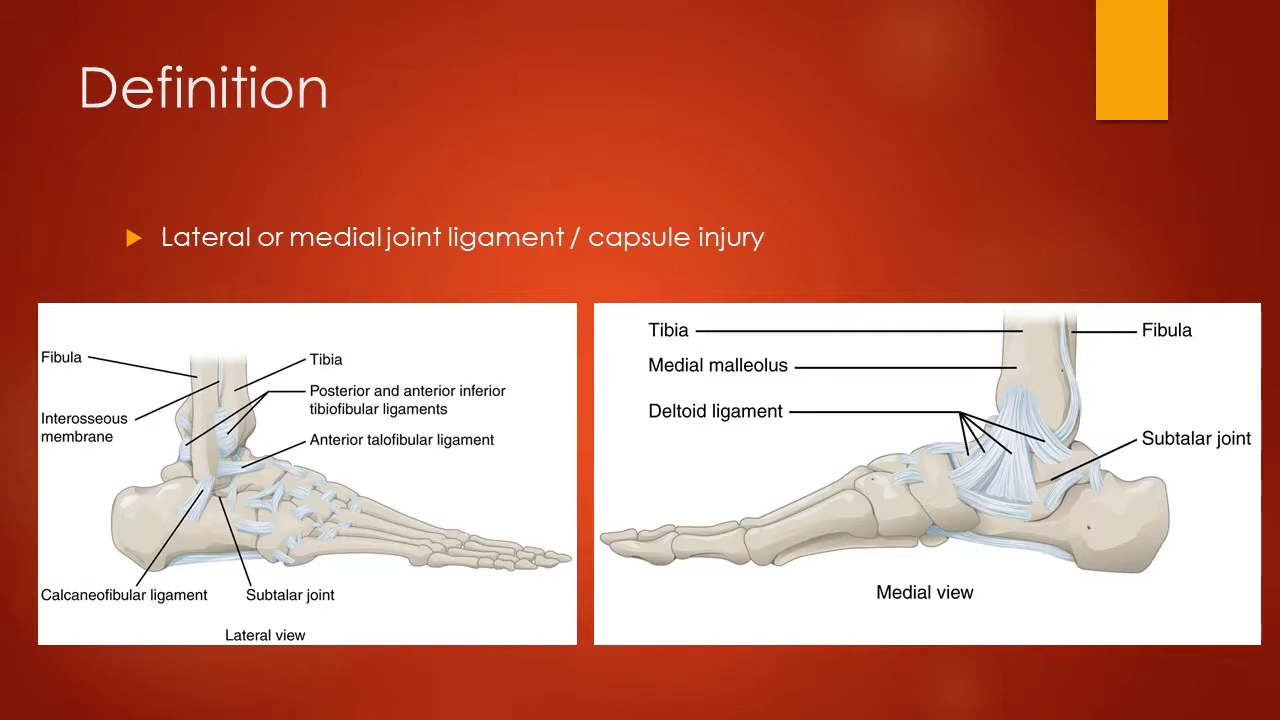 Definition
Lateral or medial joint ligament / capsule injury
Fibula
Interosseous
membrane
Tibia
Posterior and anterior inferior
tibiofibular ligaments
Anterior talofibular ligament
Calcaneofibular ligament
Subtalar joint
Lateral view
Tibia
Medial malleolus
Deltoid ligament
Fibula
Subtalar joint
Medial view